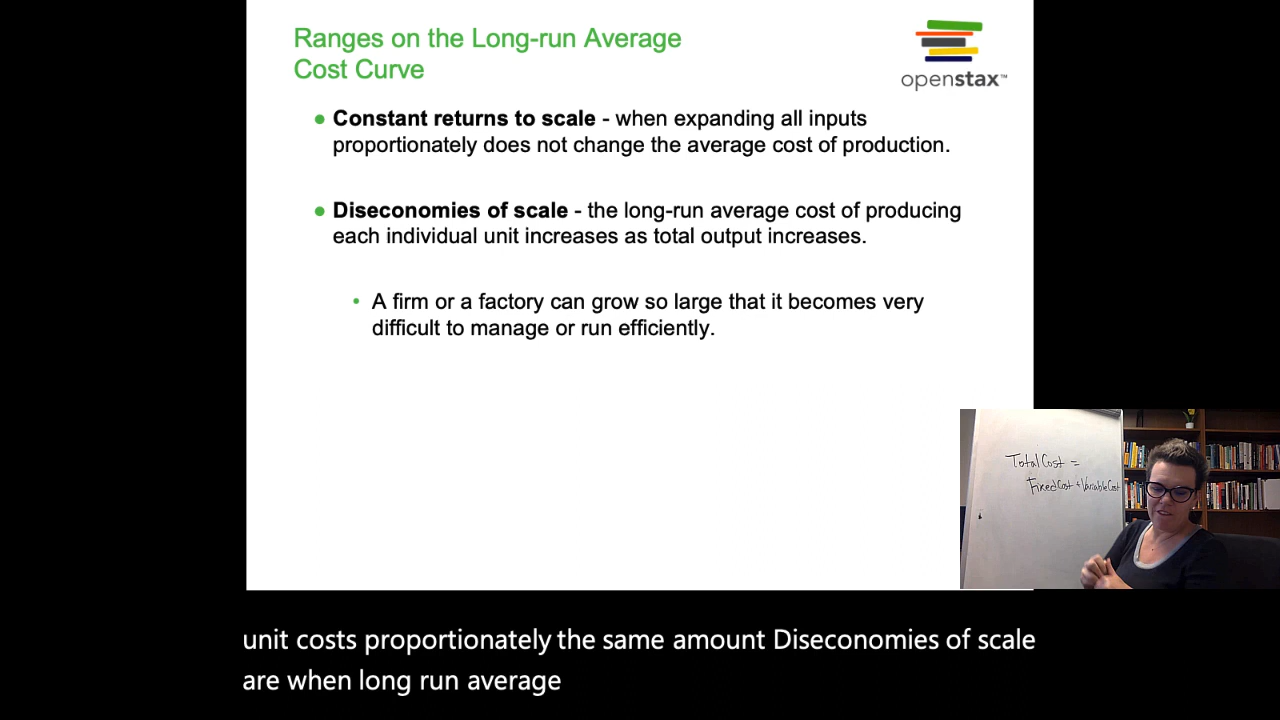 Ranges on the Long-run Average
Cost Curve
openstax™
● Constant returns to scale - when expanding all inputs
proportionately does not change the average cost of production.
● Diseconomies of scale - the long-run average cost of producing
each individual unit increases as total output increases.
• A firm or a factory can grow so large that it becomes very
difficult to manage or run efficiently.
Total Cost =
Fixed Cost + Variable Cost
unit costs proportionately the same amount Diseconomies of scale
are when long run average